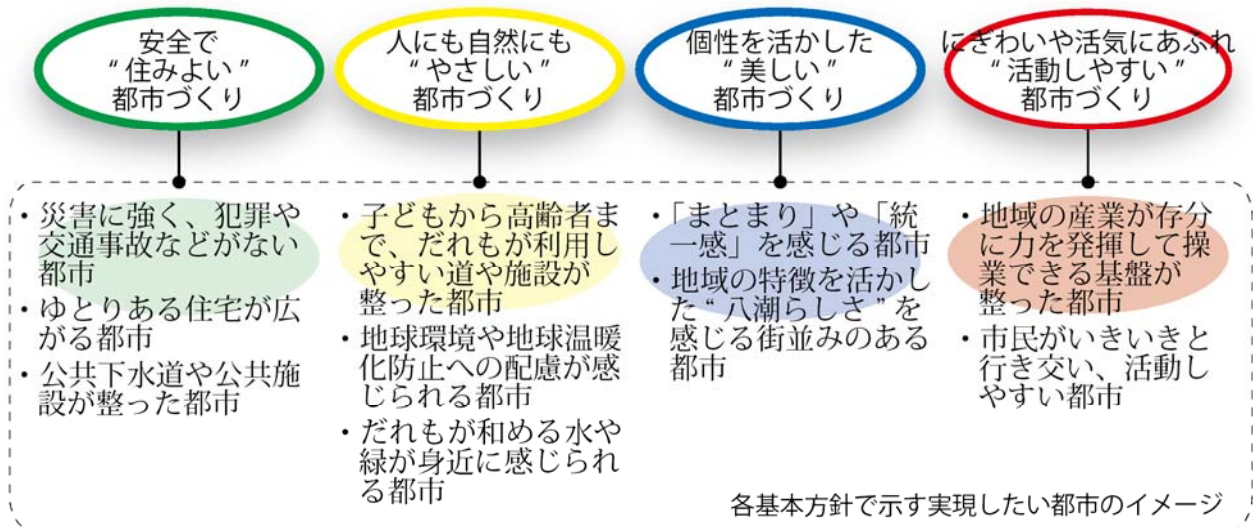 安全で
“住みよい”
都市づくり
人にも自然にも
“やさしい”
都市づくり
個性を活かした
“美しい”
都市づくり
にぎわいや活気にあふれ
“活動しやすい”
都市づくり
・災害に強く、犯罪や
交通事故などがない
都市
・ゆとりある住宅が広
がる都市
・公共下水道や公共施
設が整った都市
・子どもから高齢者ま
で、だれもが利用し
やすい道や施設が
整った都市
・地球環境や地球温暖
化防止への配慮が感
じられる都市
・だれもが和める水や
緑が身近に感じられ
る都市
・「まとまり」や「統
一感」を感じる都市
・地域の特徴を活かし
た“八潮らしさ”を
感じる街並みのある
都市
・地域の産業が存分
に力を発揮して操
業できる基盤が
整った都市
・市民がいきいきと
行き交い、活動し
やすい都市
各基本方針で示す実現したい都市のイメージ